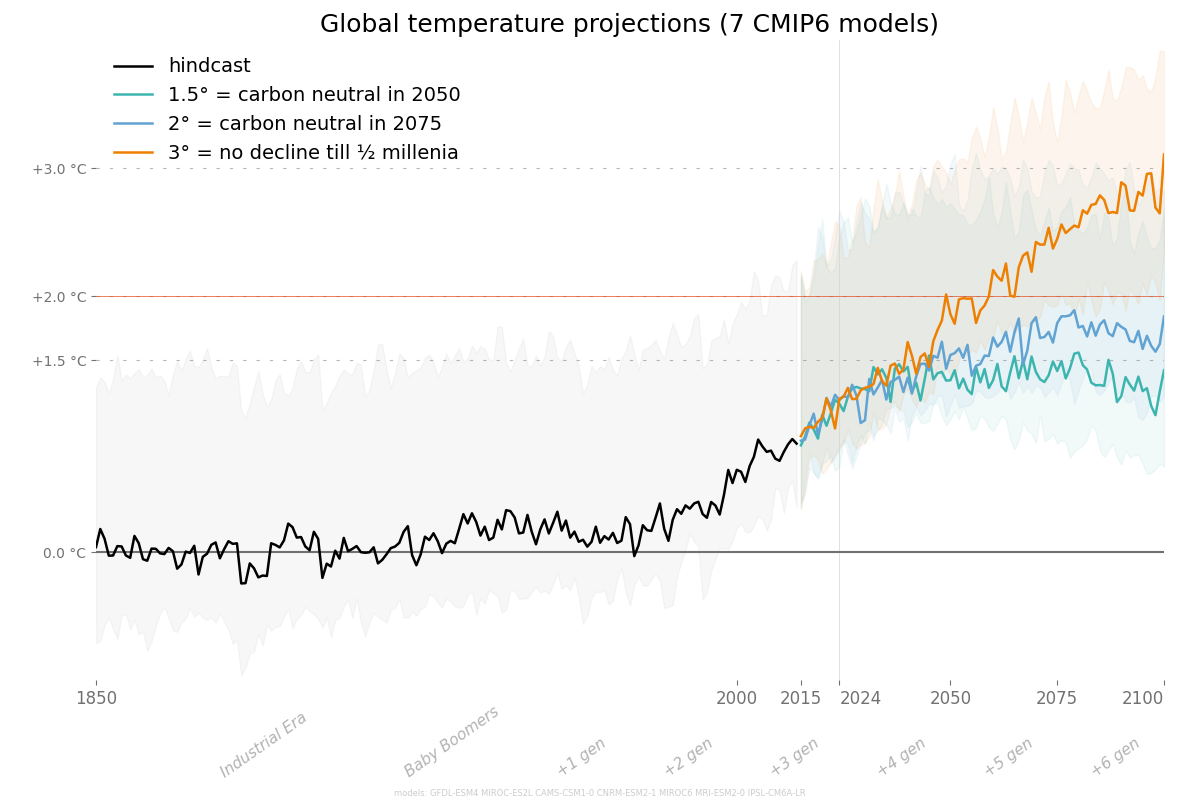 Global temperature projections (7 CMIP6 models)
hindcast
1.5° = carbon neutral in 2050
2° = carbon neutral in 2075
3° = no decline till ½ millenia
+3.0 °C
+2.0 °C
+1.5 °C
0.0 °C
1850 2000 2015 2024 2050 2075 2100
Industrial Era Baby Boomers +1 gen +2 gen +3 gen +4 gen +5 gen +6 gen
models: GFDL-ESM4 MIROC-ES2L CAMS-CSM1-0 CNRM-ESM2-1 MIROC6 MRI-ESM2-0 IPSL-CM6A-LR